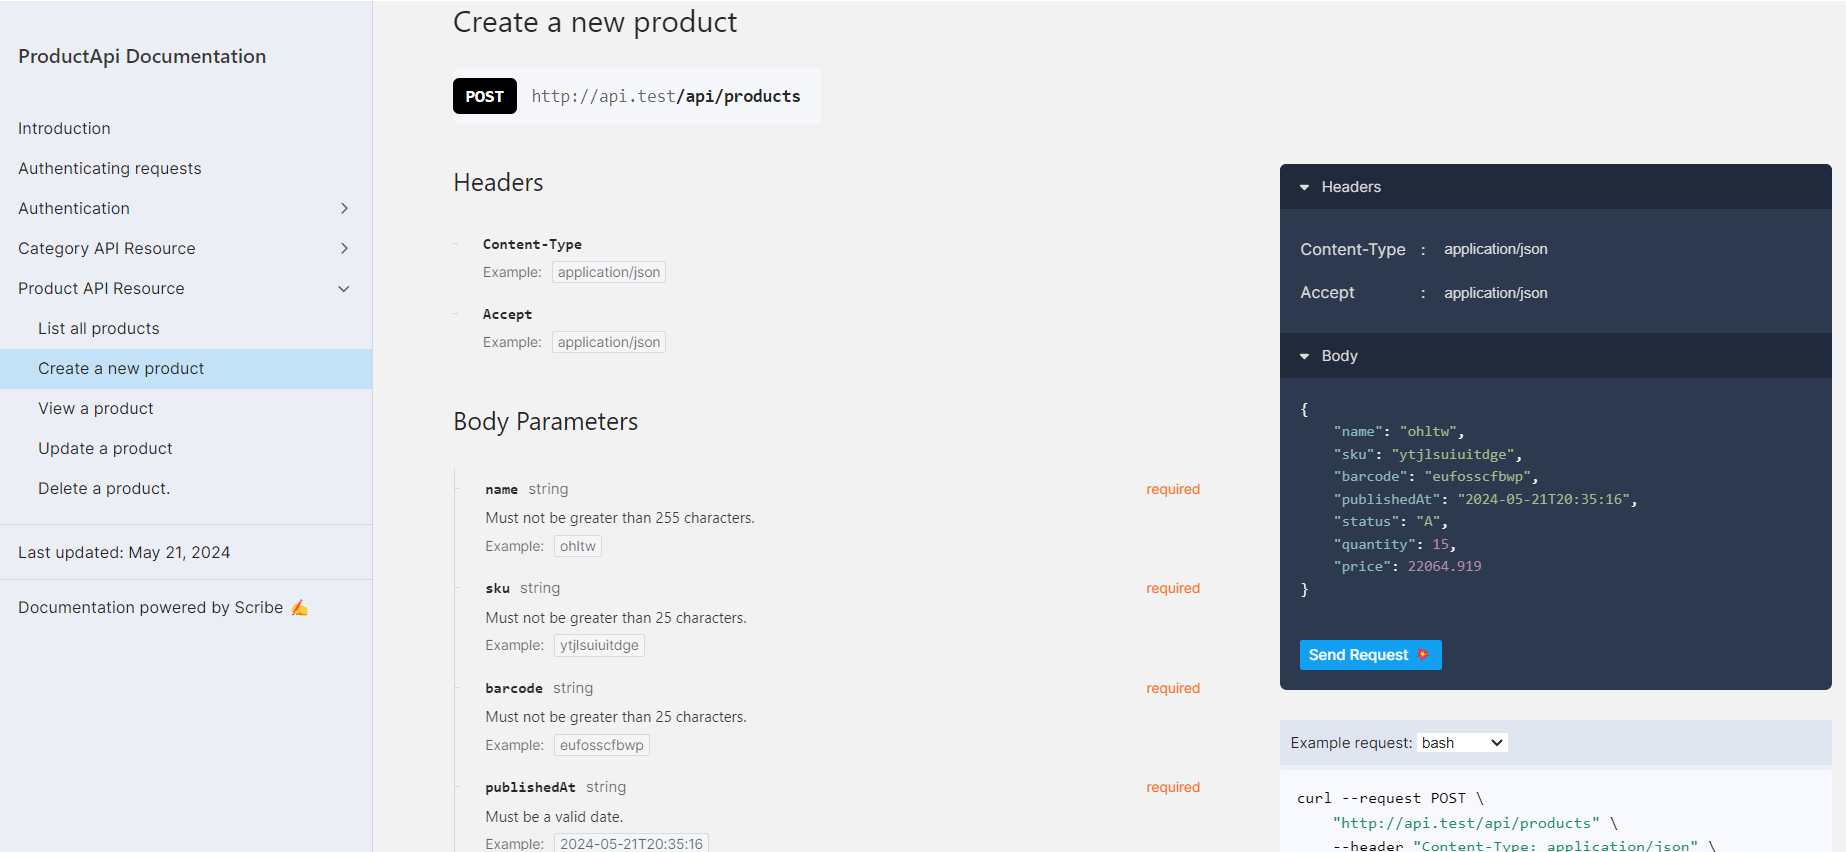 ProductApi Documentation
Introduction
Authenticating requests
Authentication
Category API Resource
Product API Resource
List all products
Create a new product
View a product
Update a product
Delete a product.
Last updated: May 21, 2024
Documentation powered by Scribe ✍
Create a new product
POST http://api.test/api/products
Headers
Content-Type
Example: application/json
Accept
Example: application/json
Body Parameters
name string required
Must not be greater than 255 characters.
Example: ohltw
sku string required
Must not be greater than 25 characters.
Example: ytjlsuiuitdge
barcode string required
Must not be greater than 25 characters.
Example: eufosscfbwp
publishedAt string required
Must be a valid date.
Example: 2024-05-21T20:35:16
Headers
Content-Type : application/json
Accept : application/json
Body
{
"name": "ohltw",
"sku": "ytjlsuiuitdge",
"barcode": "eufosscfbwp",
"publishedAt": "2024-05-21T20:35:16",
"status": "A",
"quantity": 15,
"price": 22064.919
}
Send Request 💥
Example request: bash
curl --request POST \
"http://api.test/api/products" \
--header "Content-Type: application/json" \